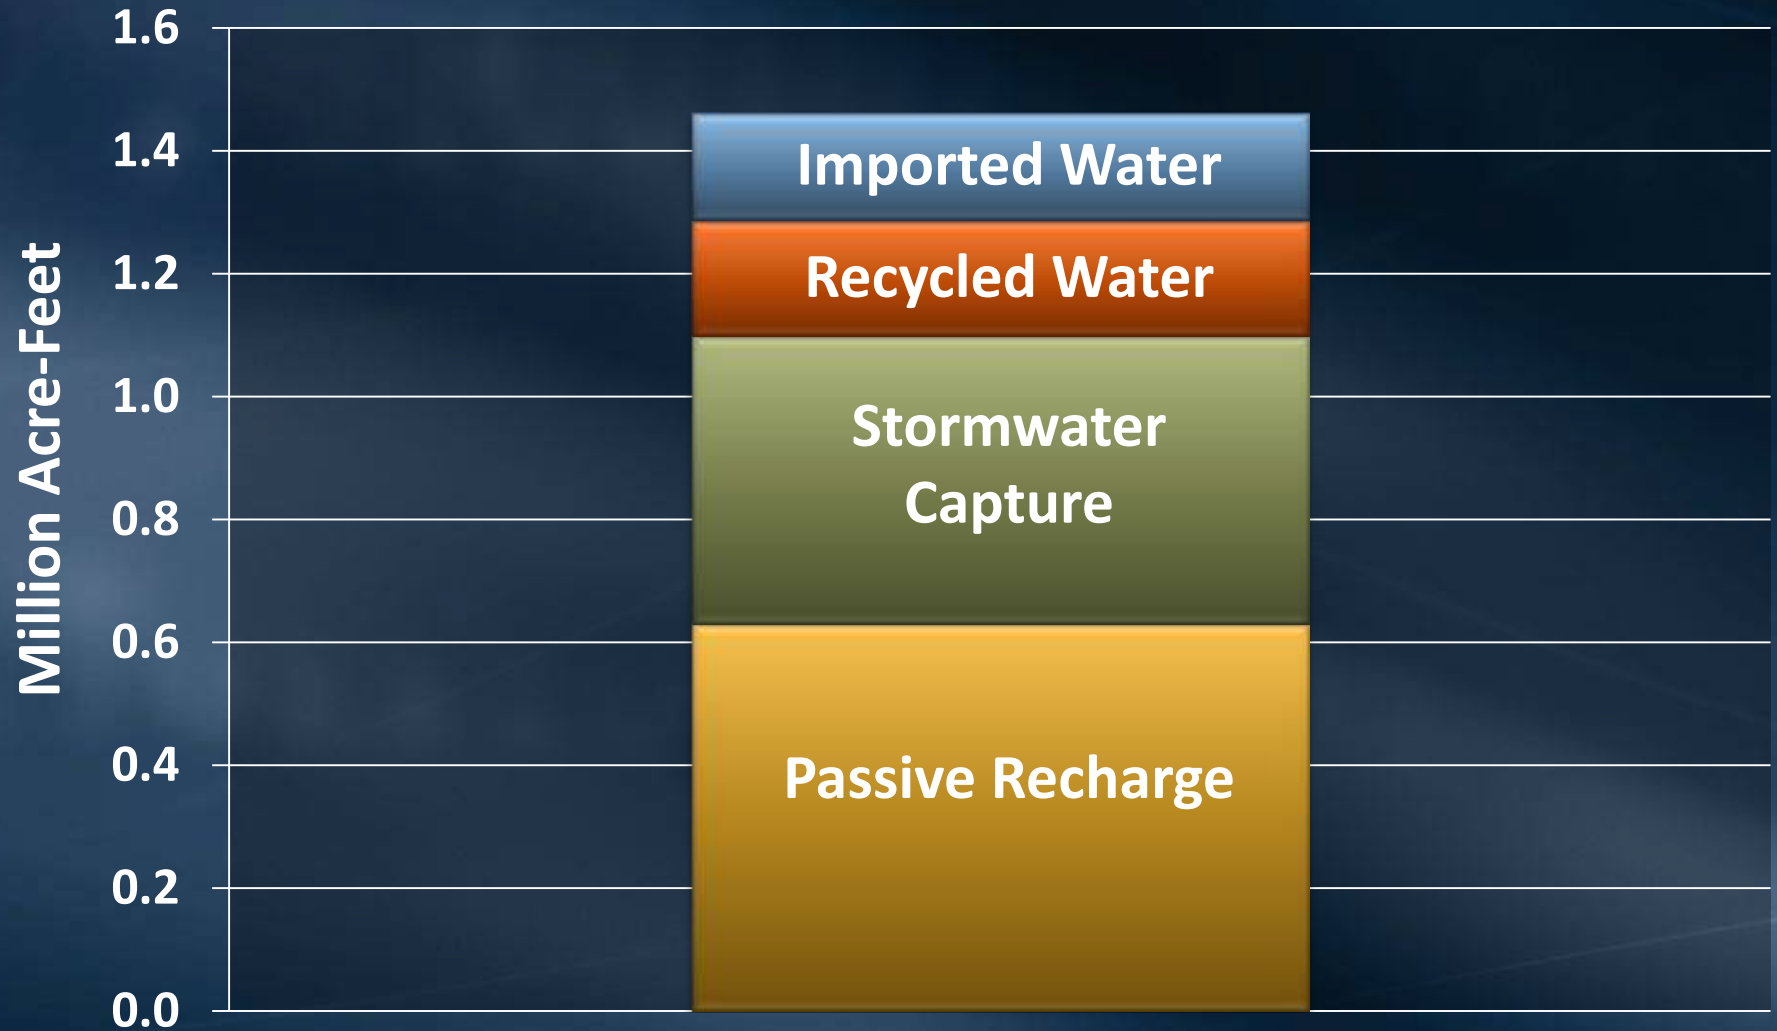 Million Acre-Feet
1.6
1.4
1.2
1.0
0.8
0.6
0.4
0.2
0.0
Imported Water
Recycled Water
Stormwater
Capture
Passive Recharge